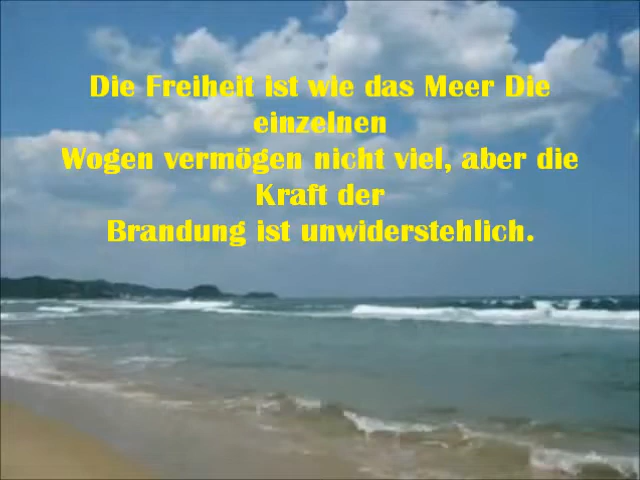 Die Freiheit ist wie das Meer Die
einzelnen
Wogen vermögen nicht viel, aber die
Kraft der
Brandung ist unwiderstehlich.